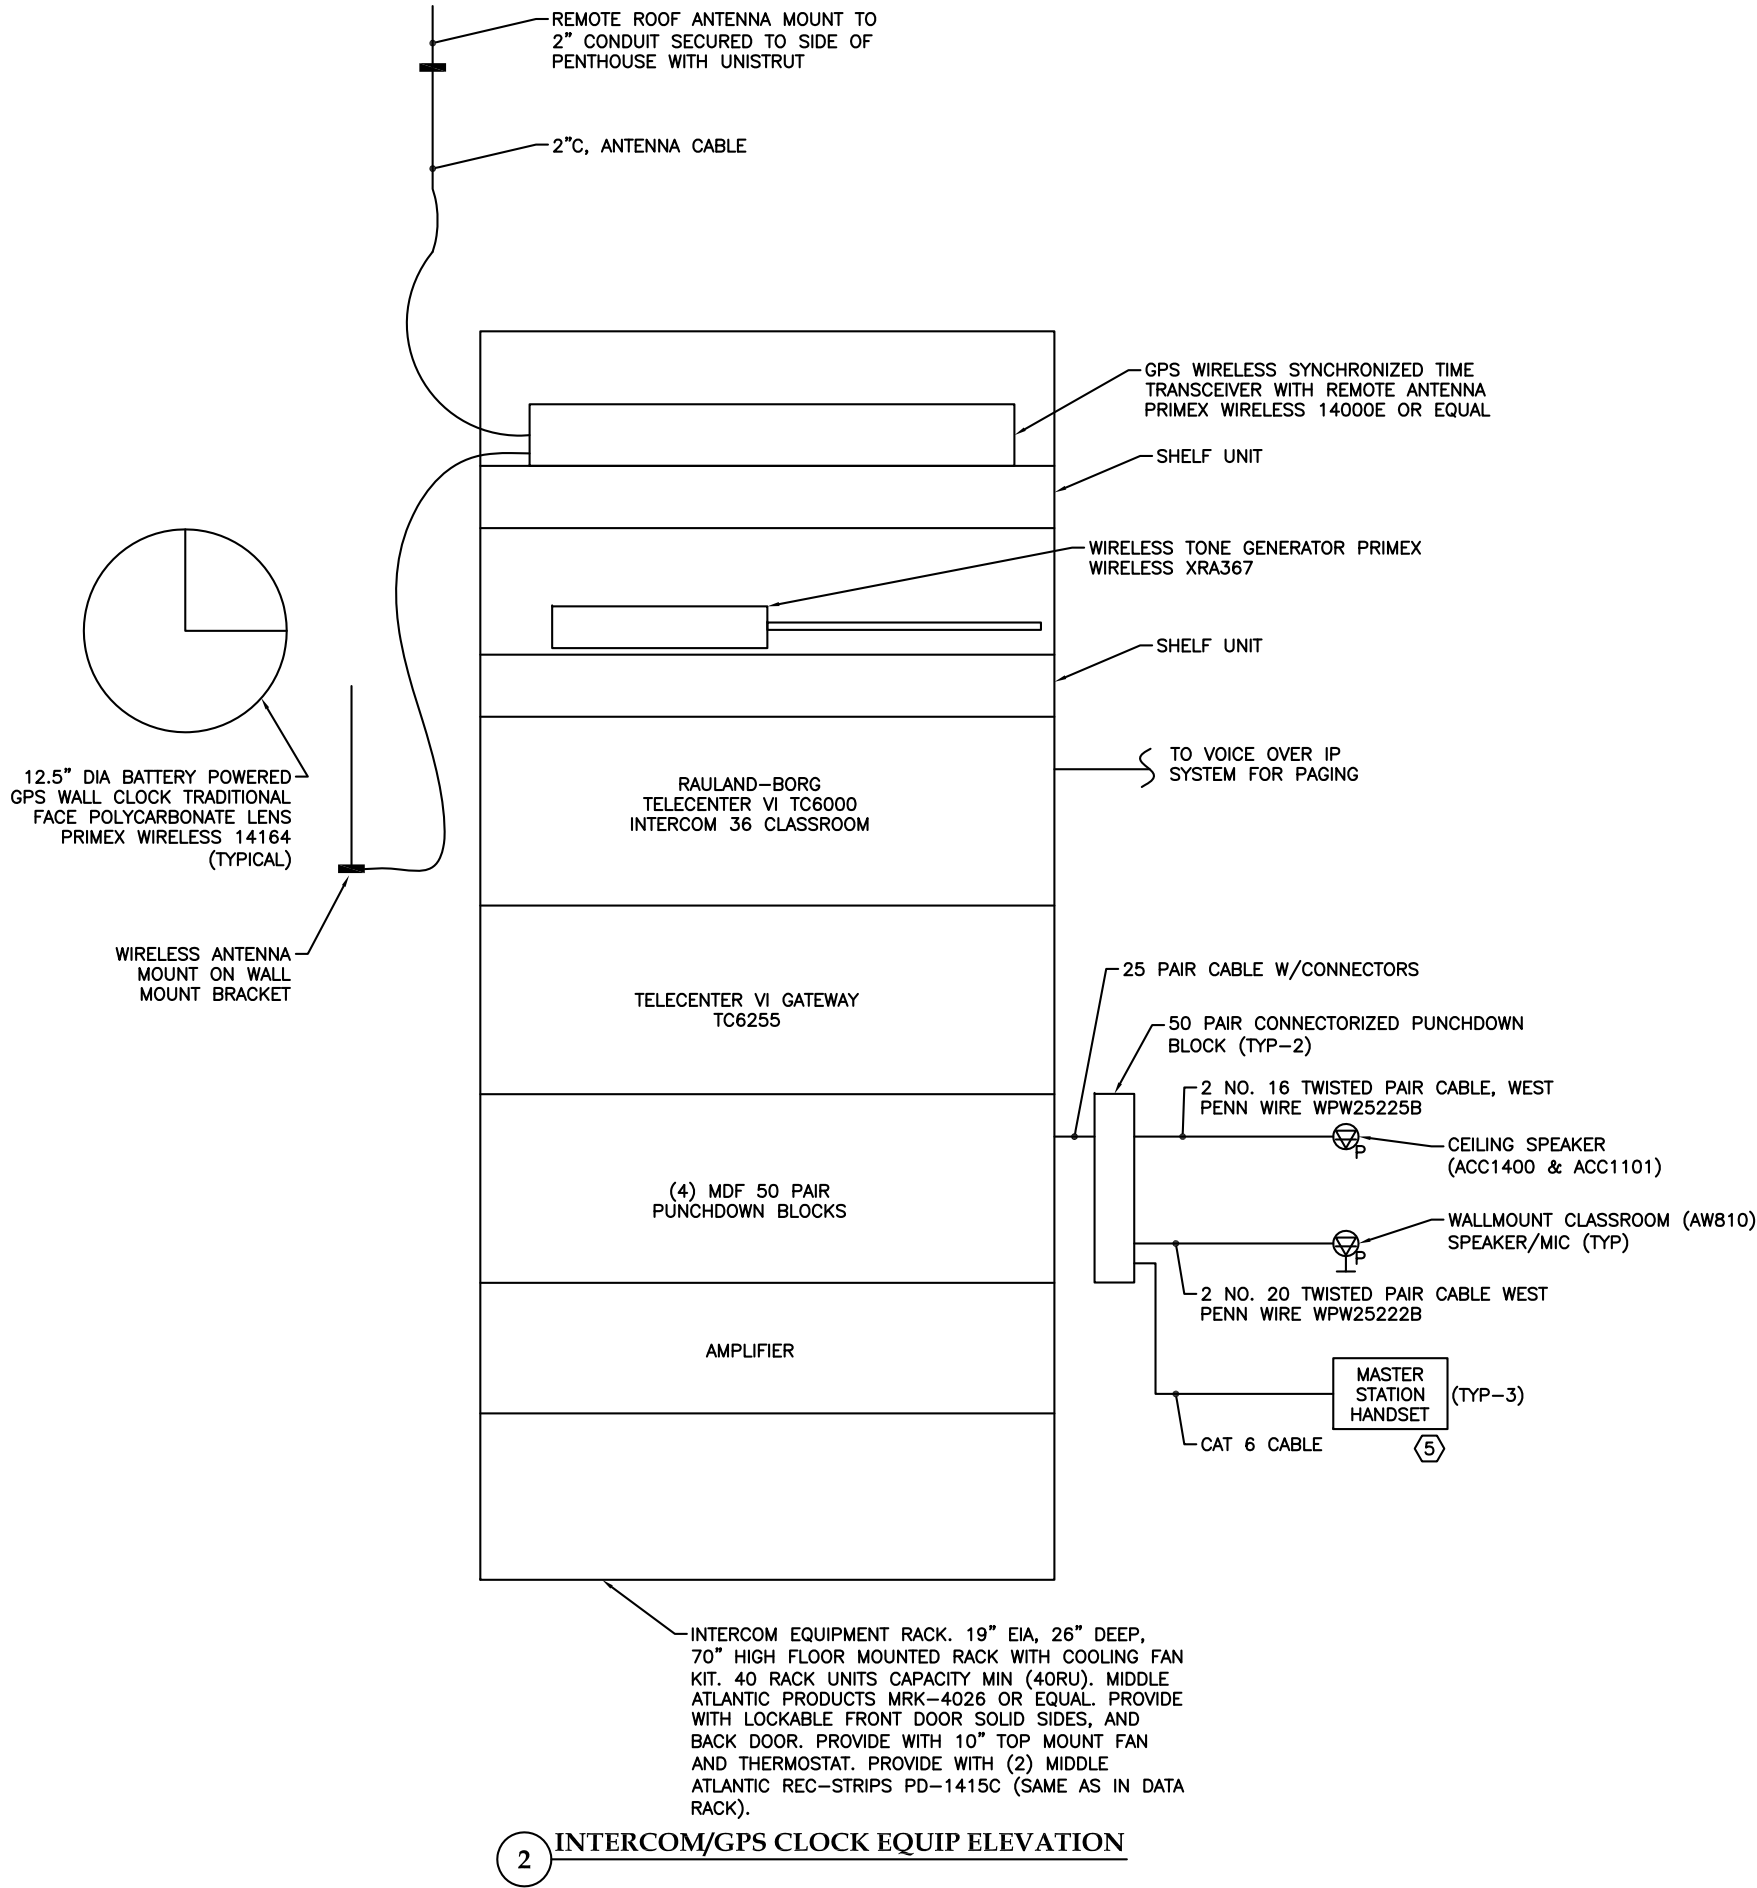 REMOTE ROOF ANTENNA MOUNT TO
2" CONDUIT SECURED TO SIDE OF
PENTHOUSE WITH UNISTRUT
2"C, ANTENNA CABLE
GPS WIRELESS SYNCHRONIZED TIME
TRANSCEIVER WITH REMOTE ANTENNA
PRIMEX WIRELESS 14000E OR EQUAL
SHELF UNIT
WIRELESS TONE GENERATOR PRIMEX
WIRELESS XRA367
SHELF UNIT
12.5" DIA BATTERY POWERED
GPS WALL CLOCK TRADITIONAL
FACE POLYCARBONATE LENS
PRIMEX WIRELESS 14164
(TYPICAL)
RAULAND-BORG
TELECENTER VI TC6000
INTERCOM 36 CLASSROOM
TO VOICE OVER IP
SYSTEM FOR PAGING
WIRELESS ANTENNA
MOUNT ON WALL
MOUNT BRACKET
TELECENTER VI GATEWAY
TC6255
25 PAIR CABLE W/CONNECTORS
50 PAIR CONNECTORIZED PUNCHDOWN
BLOCK (TYP-2)
2 NO. 16 TWISTED PAIR CABLE, WEST
PENN WIRE WPW25225B
P
CEILING SPEAKER
(ACC1400 & ACC1101)
(4) MDF 50 PAIR
PUNCHDOWN BLOCKS
P
WALLMOUNT CLASSROOM (AW810)
SPEAKER/MIC (TYP)
2 NO. 20 TWISTED PAIR CABLE WEST
PENN WIRE WPW25222B
AMPLIFIER
MASTER
STATION
HANDSET
(TYP-3)
CAT 6 CABLE
5
INTERCOM EQUIPMENT RACK. 19" EIA, 26" DEEP,
70" HIGH FLOOR MOUNTED RACK WITH COOLING FAN
KIT. 40 RACK UNITS CAPACITY MIN (40RU). MIDDLE
ATLANTIC PRODUCTS MRK-4026 OR EQUAL. PROVIDE
WITH LOCKABLE FRONT DOOR SOLID SIDES, AND
BACK DOOR. PROVIDE WITH 10" TOP MOUNT FAN
AND THERMOSTAT. PROVIDE WITH (2) MIDDLE
ATLANTIC REC-STRIPS PD-1415C (SAME AS IN DATA
RACK).
2 INTERCOM/GPS CLOCK EQUIP ELEVATION